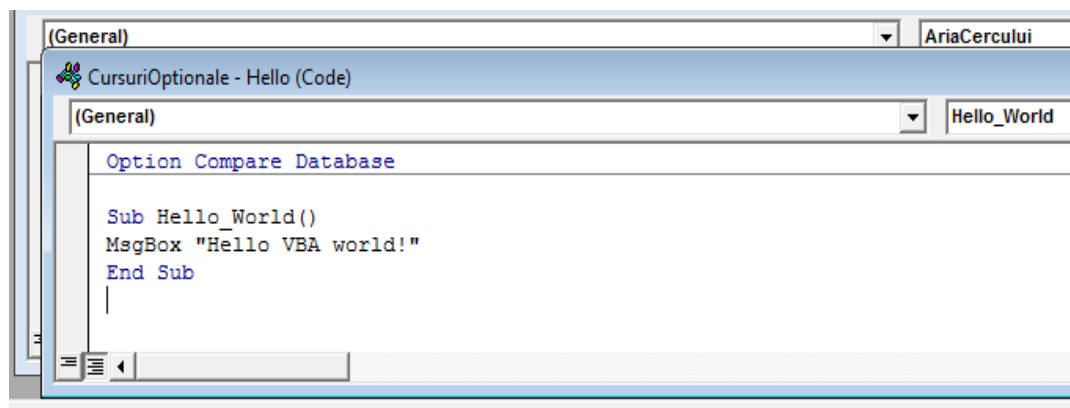 (General)
AriaCercului
CursuriOptionale - Hello (Code)
(General)
Hello_World
Option Compare Database
Sub Hello_World()
MsgBox "Hello VBA world!"
End Sub